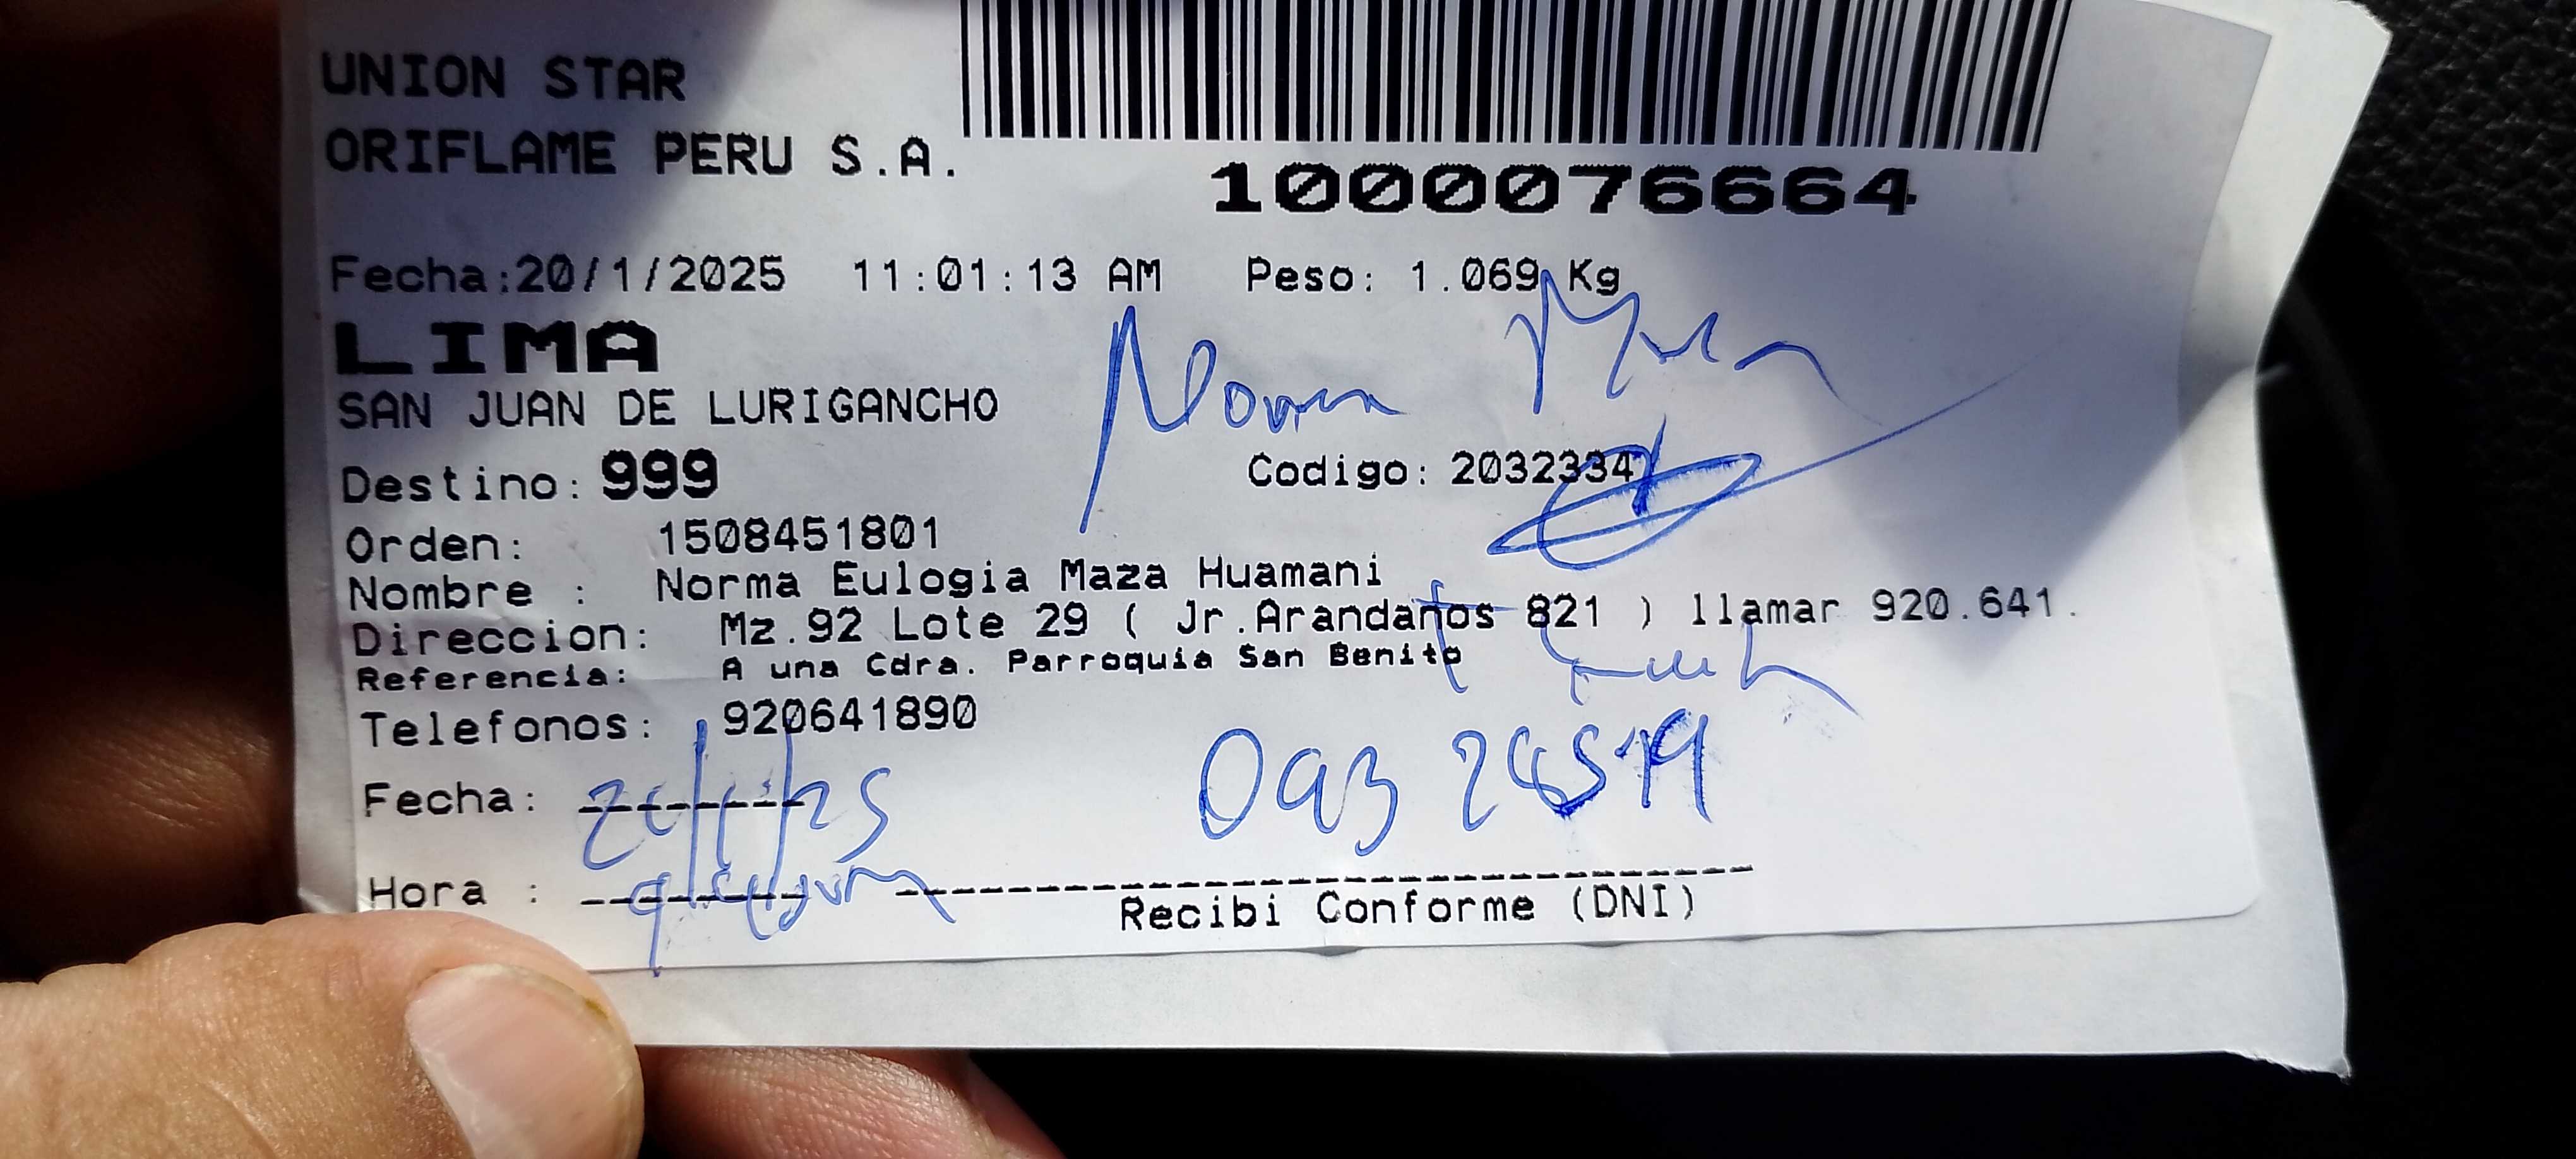 UNION STAR
ORIFLAME PERU S.A.
1000076664
Fecha:20/1/2025 11:01:13 AM Peso: 1.069 Kg
LIMA
Norma Maza
SAN JUAN DE LURIGANCHO
Destino: 999 Codigo: 2032334
Orden: 1508451801
Nombre : Norma Eulogia Maza Huamani
Direccion: Mz.92 Lote 29 ( Jr.Arandanos 821 ) llamar 920.641.
Referencia: A una Cdra. Parroquia San Benito
Telefonos: 920641890
Fecha:
Hora :
Recibi Conforme (DNI)